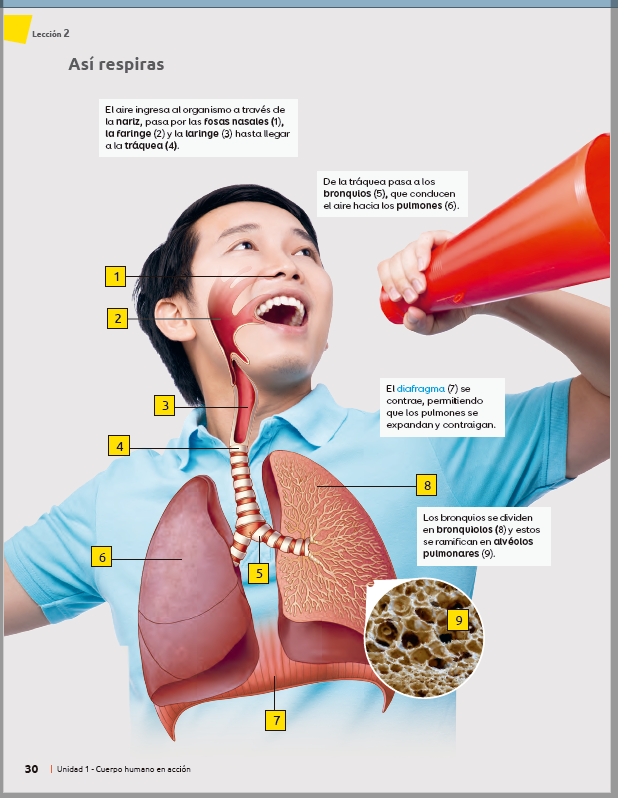 Lección 2
Así respiras
El aire ingresa al organismo a través de
la nariz, pasa por las fosas nasales (1),
la faringe (2) y la laringe (3) hasta llegar
a la tráquea (4).
De la tráquea pasa a los
bronquios (5), que conducen
el aire hacia los pulmones (6).
1
2
El diafragma (7) se
contrae, permitiendo
que los pulmones se
expandan y contraigan.
3
4
8
Los bronquios se dividen
en bronquiolos (8) y estos
se ramifican en alvéolos
pulmonares (9).
6
5
9
7
30 | Unidad 1 - Cuerpo humano en acción